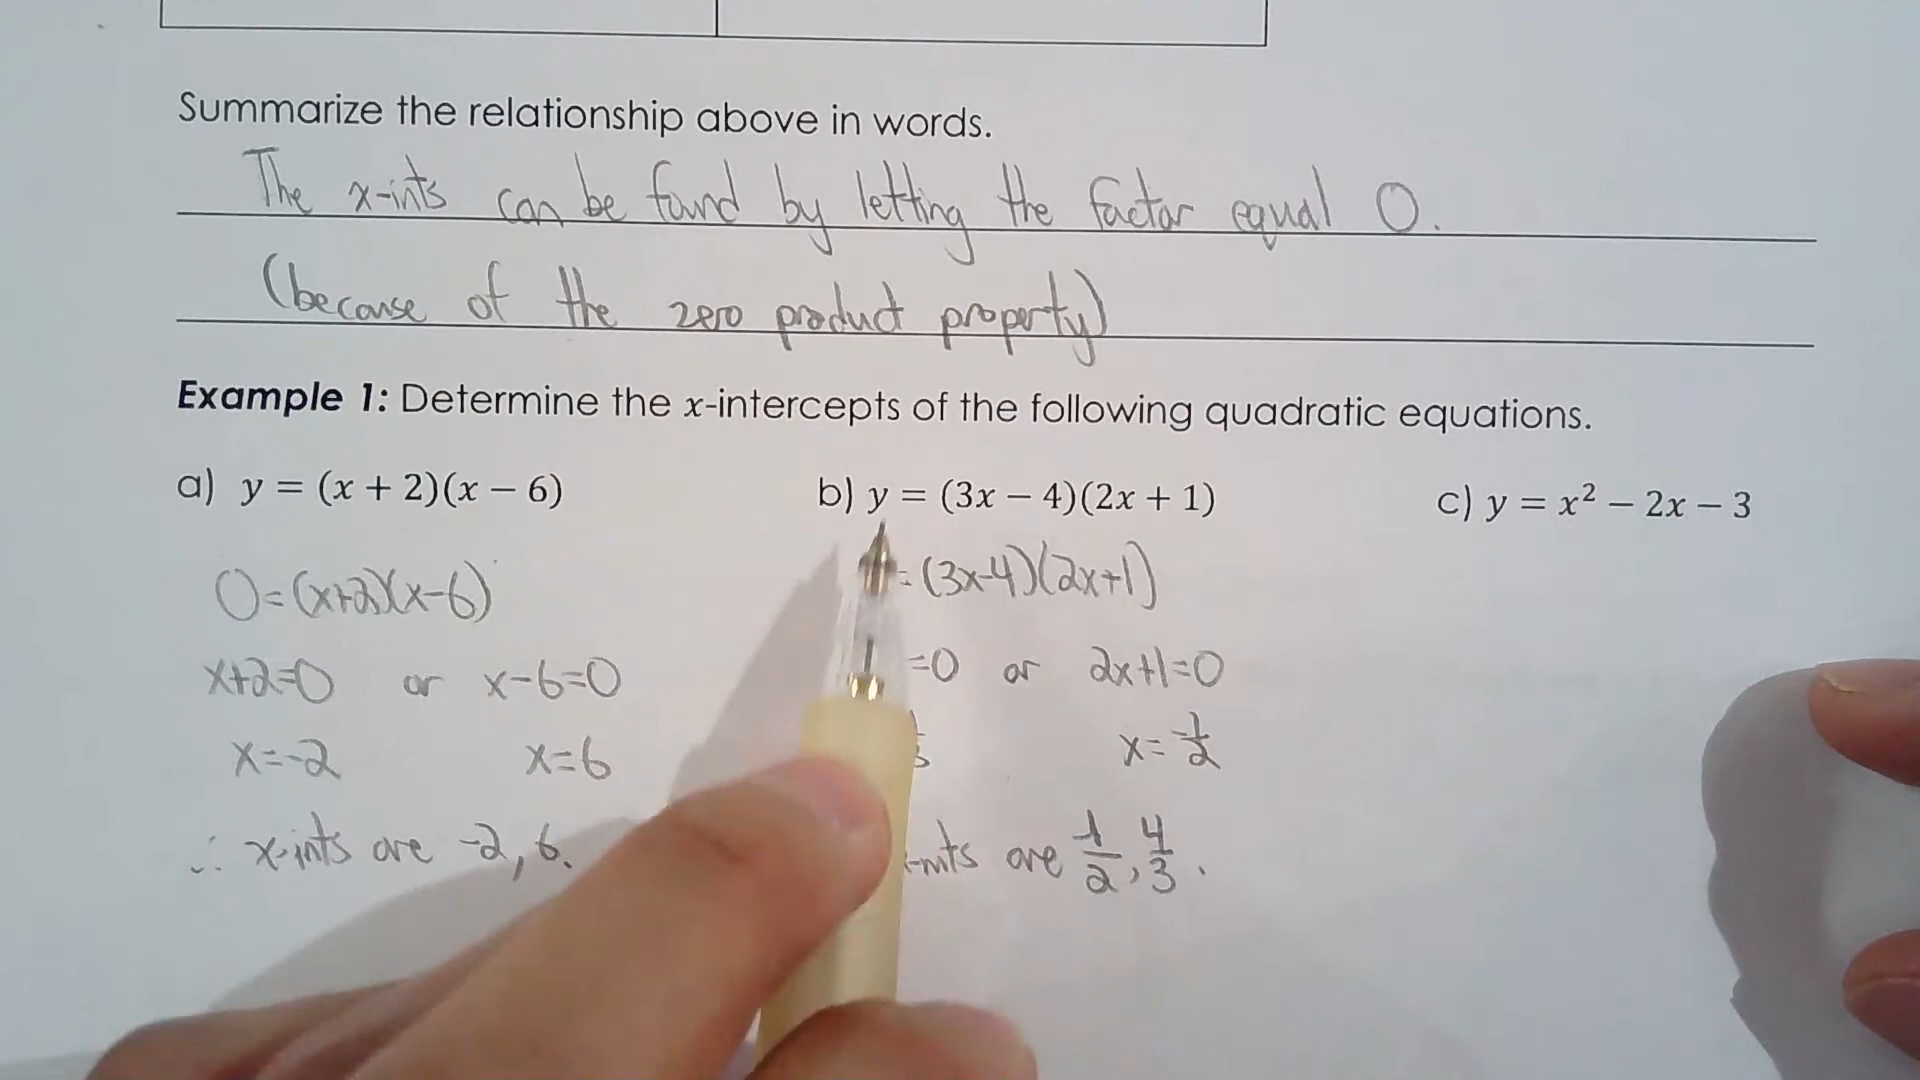 Summarize the relationship above in words.
The x-ints can be found by letting the factor equal 0.
(because of the zero product property)
Example 1: Determine the x-intercepts of the following quadratic equations.
a) y = (x + 2)(x − 6)
b) y = (3x − 4)(2x + 1)
c) y = x² − 2x − 3
0=(x+2)(x-6)
=(3x-4)(2x+1)
x+2=0 or x-6=0
=0 or 2x+1=0
x=-2 x=6
x=-1/2
∴ x-ints are -2, 6.
-ints are -1/2, 4/3.